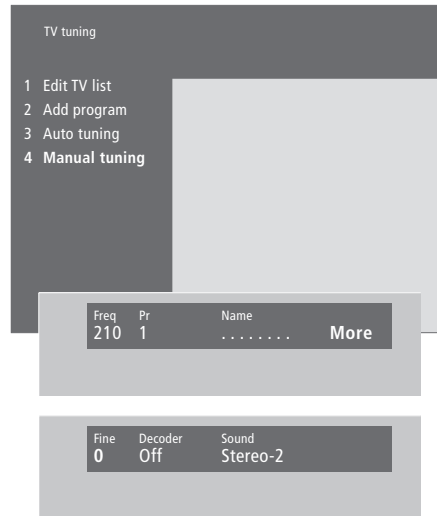 TV tuning
1 Edit TV list
2 Add program
3 Auto tuning
4 Manual tuning
Freq Pr Name
210 1 . . . . . . . . More
Fine Decoder Sound
0 Off Stereo-2